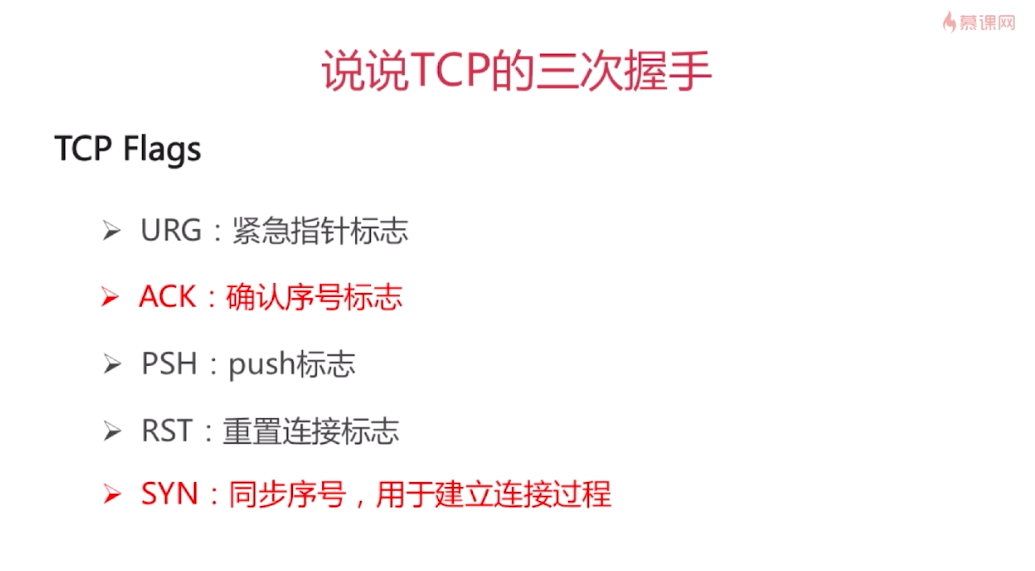 慕课网
说说TCP的三次握手
TCP Flags
URG：紧急指针标志
ACK：确认序号标志
PSH：push标志
RST：重置连接标志
SYN：同步序号，用于建立连接过程